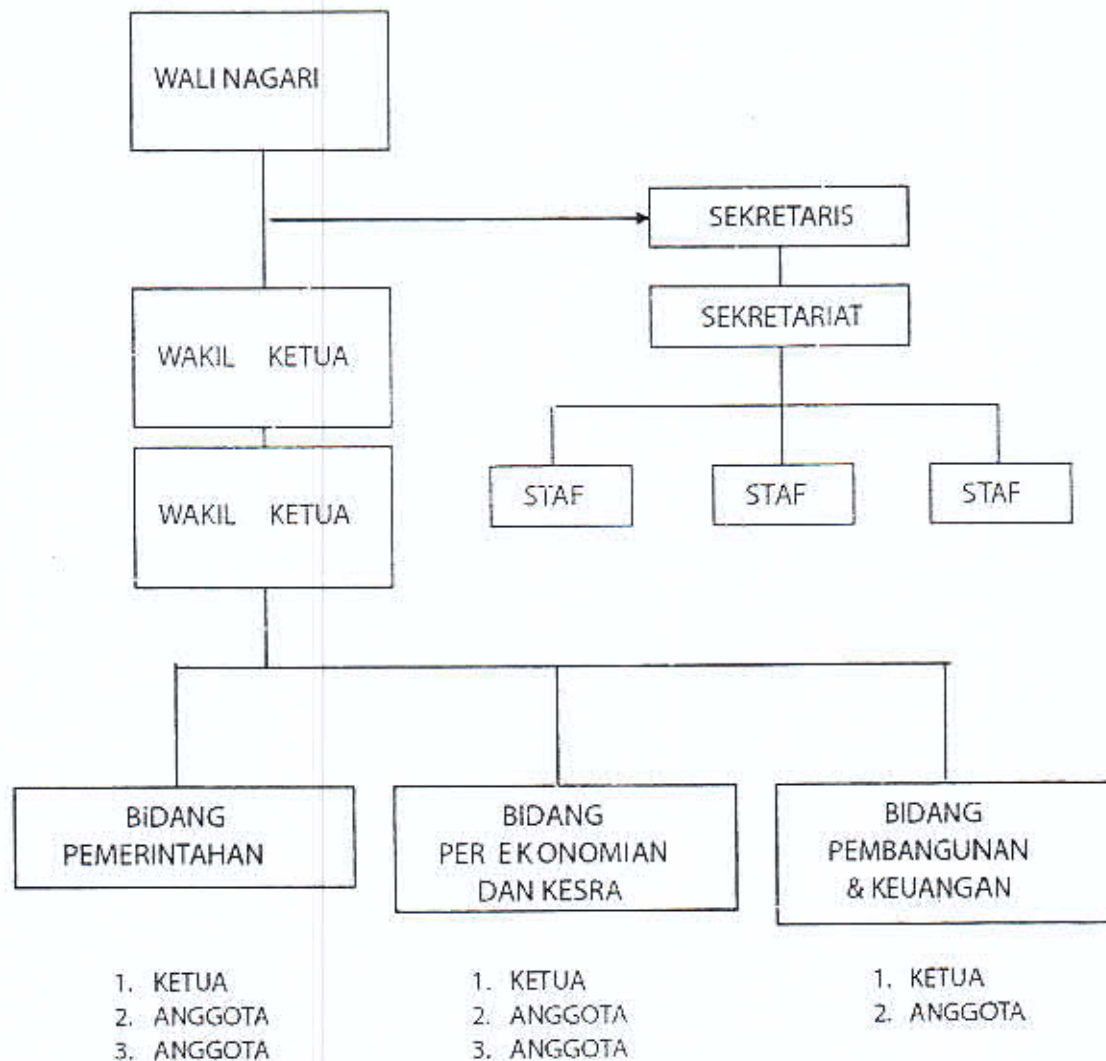 WALI NAGARI
SEKRETARIS
SEKRETARIAT
WAKIL KETUA
WAKIL KETUA
STAF
STAF
STAF
BIDANG
PEMERINTAHAN
BIDANG
PER EKONOMIAN
DAN KESRA
BIDANG
PEMBANGUNAN
& KEUANGAN
1. KETUA
2. ANGGOTA
3. ANGGOTA
1. KETUA
2. ANGGOTA
3. ANGGOTA
1. KETUA
2. ANGGOTA